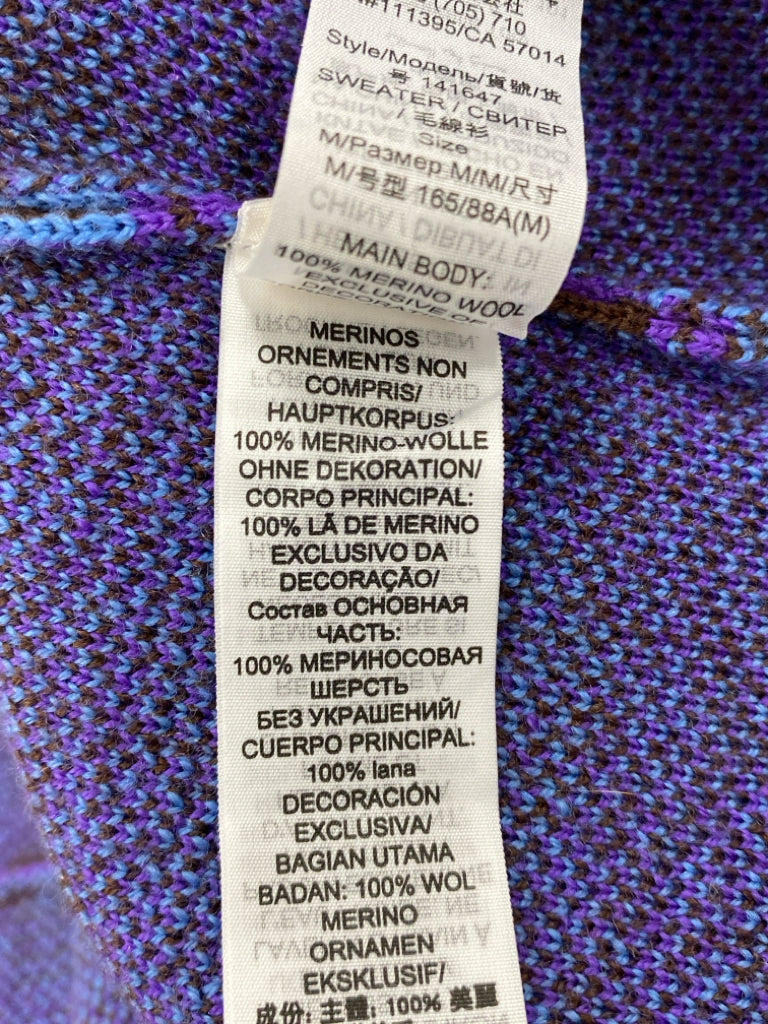 (705) 710
#111395/CA 57014
Style/Модель/貨號/货
号 141647
SWEATER / СВИТЕР
/ 毛線衫
Size
M/Размер M/M/尺寸
M/号型 165/88A(M)
MAIN BODY:
100% MERINO WOOL
/EXCLUSIVE OF
MERINOS
ORNEMENTS NON
COMPRIS/
HAUPTKORPUS:
100% MERINO-WOLLE
OHNE DEKORATION/
CORPO PRINCIPAL:
100% LÃ DE MERINO
EXCLUSIVO DA
DECORAÇÃO/
Состав ОСНОВНАЯ
ЧАСТЬ:
100% МЕРИНОСОВАЯ
ШЕРСТЬ
БЕЗ УКРАШЕНИЙ/
CUERPO PRINCIPAL:
100% lana
DECORACIÓN
EXCLUSIVA/
BAGIAN UTAMA
BADAN: 100% WOL
MERINO
ORNAMEN
EKSKLUSIF/
成份: 主體: 100% 美麗